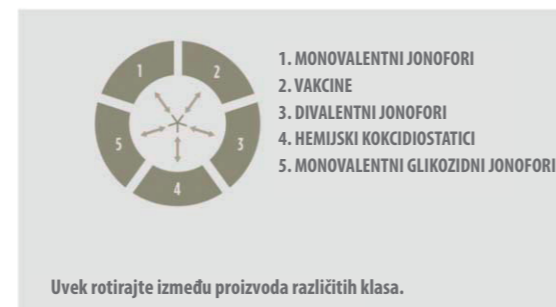 1
2
3
4
5
1. MONOVALENTNI JONOFORI
2. VAKCINE
3. DIVALENTNI JONOFORI
4. HEMIJSKI KOKCIDIOSTATICI
5. MONOVALENTNI GLIKOZIDNI JONOFORI
Uvek rotirajte između proizvoda različitih klasa.